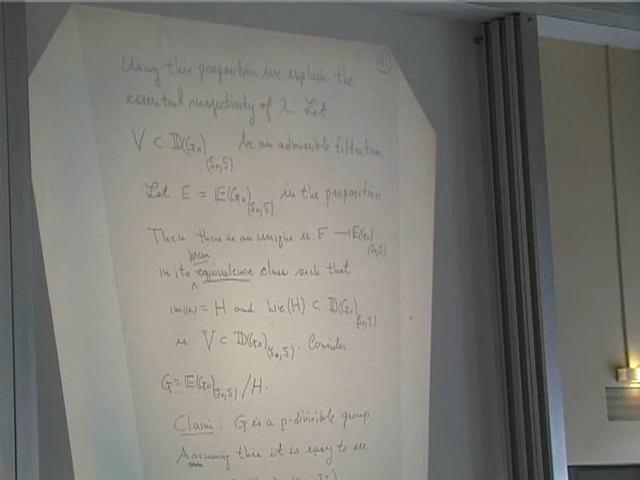 Using this proposition we explain the
essential surjectivity of λ. Let
V ⊂ 𝔻(G₀)_(S₀,S) be an admissible filtration.
Let E = 𝔼(G₀)_(S₀,S) in the proposition
Then there is an unique u: F → 𝔼(G₀)_(S₀,S)
in its equivalence class such that
im(u) = H and Lie(H) ⊂ 𝔻(G₀)_(S₀,S)
is V ⊂ 𝔻(G₀)_(S₀,S). Consider
G = 𝔼(G₀)_(S₀,S) / H.
Claim: G is a p-divisible group
Assuming this it is easy to see